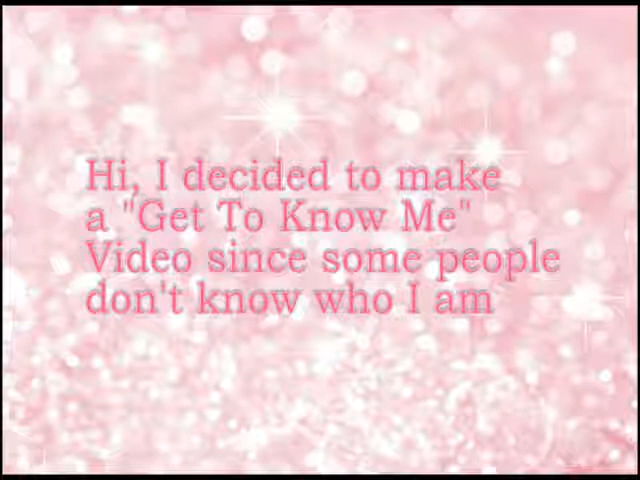 Hi, I decided to make
a "Get To Know Me"
Video since some people
don't know who I am